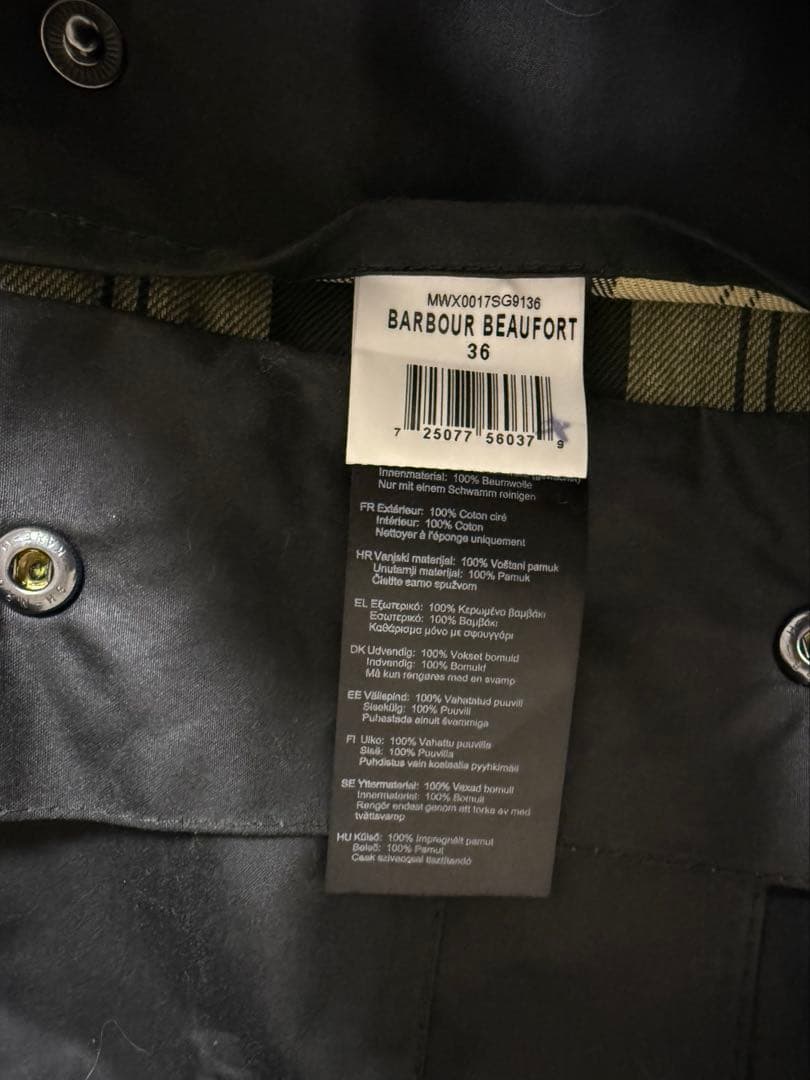 MWX0017SG9136
BARBOUR BEAUFORT
36
7 25077 56037 9
Innenmaterial: 100% Baumwolle
Nur mit einem Schwamm reinigen
FR Extérieur: 100% Coton ciré
Intérieur: 100% Coton
Nettoyer à l'éponge uniquement
HR Vanjski materijal: 100% Voštani pamuk
Unutarnji materijal: 100% Pamuk
Čistite samo spužvom
EL Εξωτερικό: 100% Κερωμένο βαμβάκι
Εσωτερικό: 100% Βαμβάκι
Καθάρισμα μόνο με σφουγγάρι
DK Udvendig: 100% Vokset bomuld
Indvendig: 100% Bomuld
Må kun rengøres med en svamp
EE Välispind: 100% Vahatatud puuvill
Sisekülg: 100% Puuvill
Puhastada ainult švammiga
FI Ulko: 100% Vahattu puuvilla
Sisä: 100% Puuvilla
Puhdistus vain kostealla pyyhkimällä
SE Yttermaterial: 100% Vaxad bomull
Innermaterial: 100% Bomull
Rengör endast genom att torka av med
tvättsvamp
HU Külső: 100% Impregnált pamut
Belső: 100% Pamut
Csak szivaccsal tisztítandó